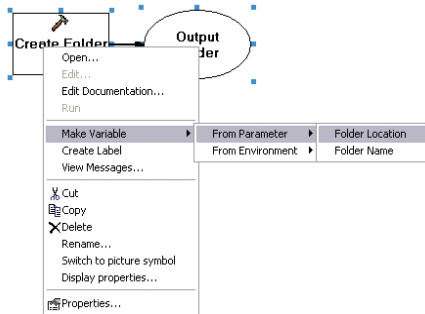 Create Folder
Output
der
Open...
Edit...
Edit Documentation...
Run
Make Variable
From Parameter
Folder Location
Create Label
From Environment
Folder Name
View Messages...
Cut
Copy
Delete
Rename...
Switch to picture symbol
Display properties...
Properties...